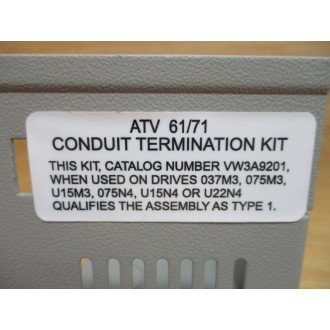 ATV 61/71
CONDUIT TERMINATION KIT
THIS KIT, CATALOG NUMBER VW3A9201,
WHEN USED ON DRIVES 037M3, 075M3,
U15M3, 075N4, U15N4 OR U22N4
QUALIFIES THE ASSEMBLY AS TYPE 1.